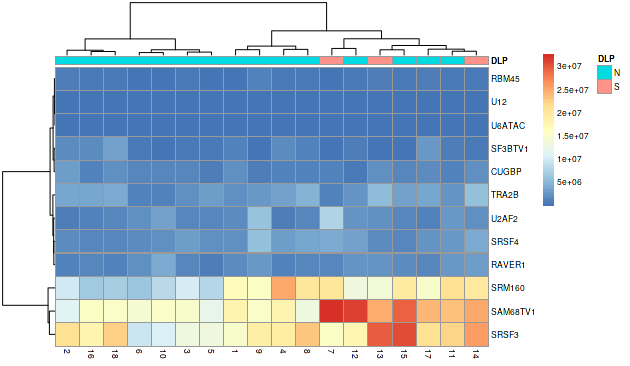 DLP
RBM45
U12
U6ATAC
SF3BTV1
CUGBP
TRA2B
U2AF2
SRSF4
RAVER1
SRM160
SAM68TV1
SRSF3
2 16 18 6 10 3 5 1 9 4 8 7 12 13 15 17 11 14
3e+07
2.5e+07
2e+07
1.5e+07
1e+07
5e+06
DLP
N
S